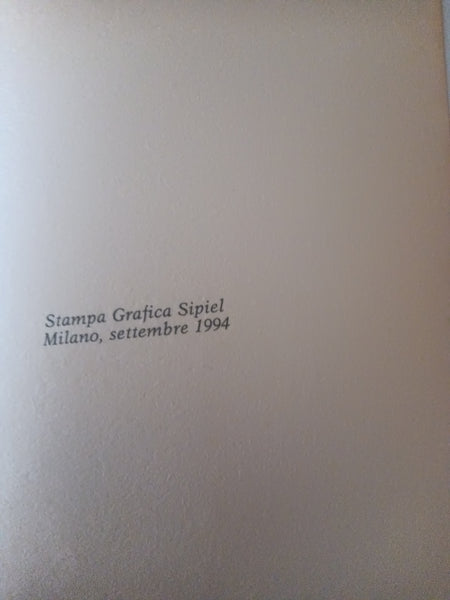 Stampa Grafica Sipiel
Milano, settembre 1994